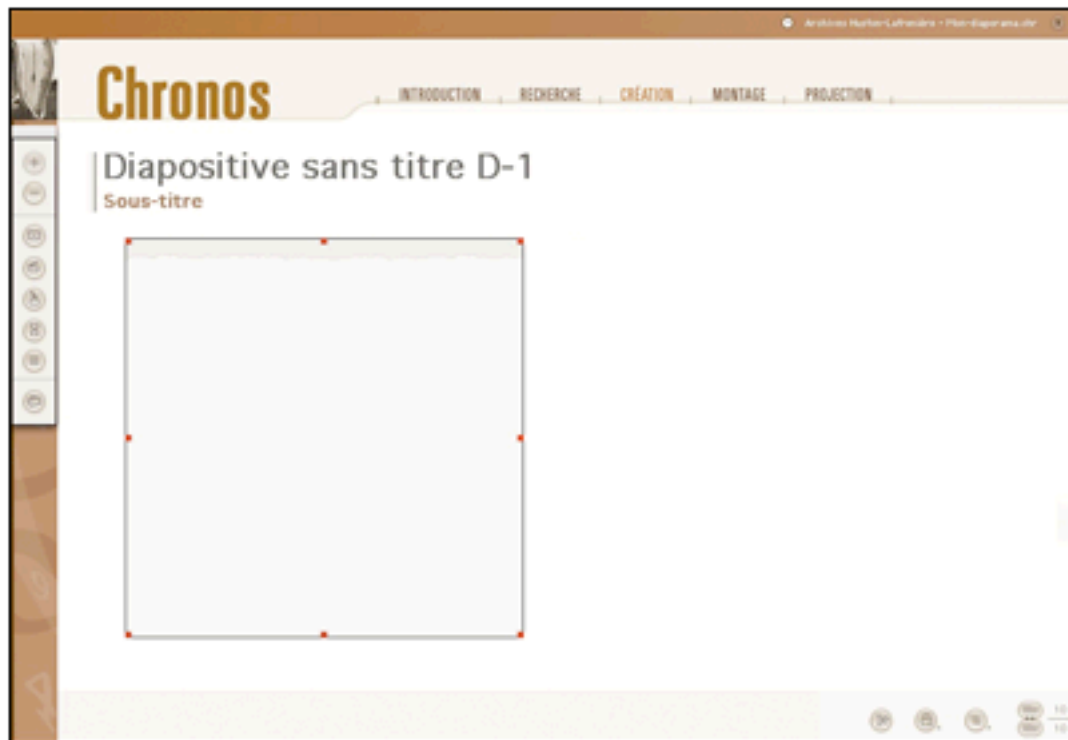 Chronos
INTRODUCTION RECHERCHE CRÉATION MONTAGE PROJECTION
Diapositive sans titre D-1
Sous-titre